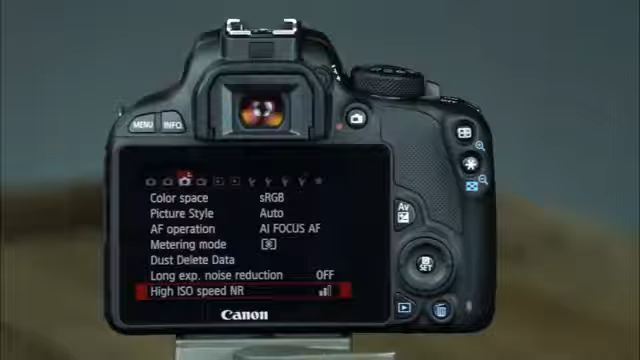 MENU
INFO
Color space sRGB
Picture Style Auto
AF operation AI FOCUS AF
Metering mode
Dust Delete Data
Long exp. noise reduction OFF
High ISO speed NR
Av
SET
Canon